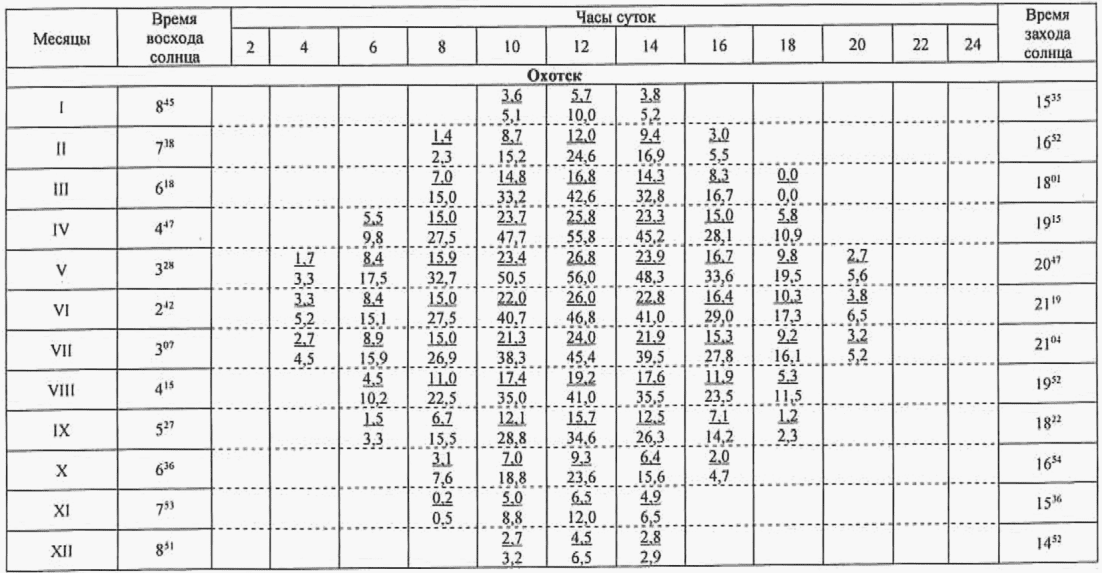 Месяцы Время восхода солнца Часы суток Время захода солнца
2 4 6 8 10 12 14 16 18 20 22 24
Охотск
I 8⁴⁵ 3,6 5,7 3,8 15³⁵
5,1 10,0 5,2
II 7³⁸ 1,4 8,7 12,0 9,4 3,0 16⁵²
2,3 15,2 24,6 16,9 5,5
III 6¹⁸ 7,0 14,8 16,8 14,3 8,3 0,0 18⁰¹
15,0 33,2 42,6 32,8 16,7 0,0
IV 4⁴⁷ 5,5 15,0 23,7 25,8 23,3 15,0 5,8 19¹⁵
9,8 27,5 47,7 55,8 45,2 28,1 10,9
V 3²⁸ 1,7 8,4 15,9 23,4 26,8 23,9 16,7 9,8 2,7 20⁴⁷
3,3 17,5 32,7 50,5 56,0 48,3 33,6 19,5 5,6
VI 2⁴² 3,3 8,4 15,0 22,0 26,0 22,8 16,4 10,3 3,8 21¹⁹
5,2 15,1 27,5 40,7 46,8 41,0 29,0 17,3 6,5
VII 3⁰⁷ 2,7 8,9 15,0 21,3 24,0 21,9 15,3 9,2 3,2 21⁰⁴
4,5 15,9 26,9 38,3 45,4 39,5 27,8 16,1 5,2
VIII 4¹⁵ 4,5 11,0 17,4 19,2 17,6 11,9 5,3 19⁵²
10,2 22,5 35,0 41,0 35,5 23,5 11,5
IX 5²⁷ 1,5 6,7 12,1 15,7 12,5 7,1 1,2 18²²
3,3 15,5 28,8 34,6 26,3 14,2 2,3
X 6³⁶ 3,1 7,0 9,3 6,4 2,0 16⁵⁴
7,6 18,8 23,6 15,6 4,7
XI 7⁵³ 0,2 5,0 6,5 4,9 15³⁶
0,5 8,8 12,0 6,5
XII 8⁵¹ 2,7 4,5 2,8 14⁵²
3,2 6,5 2,9